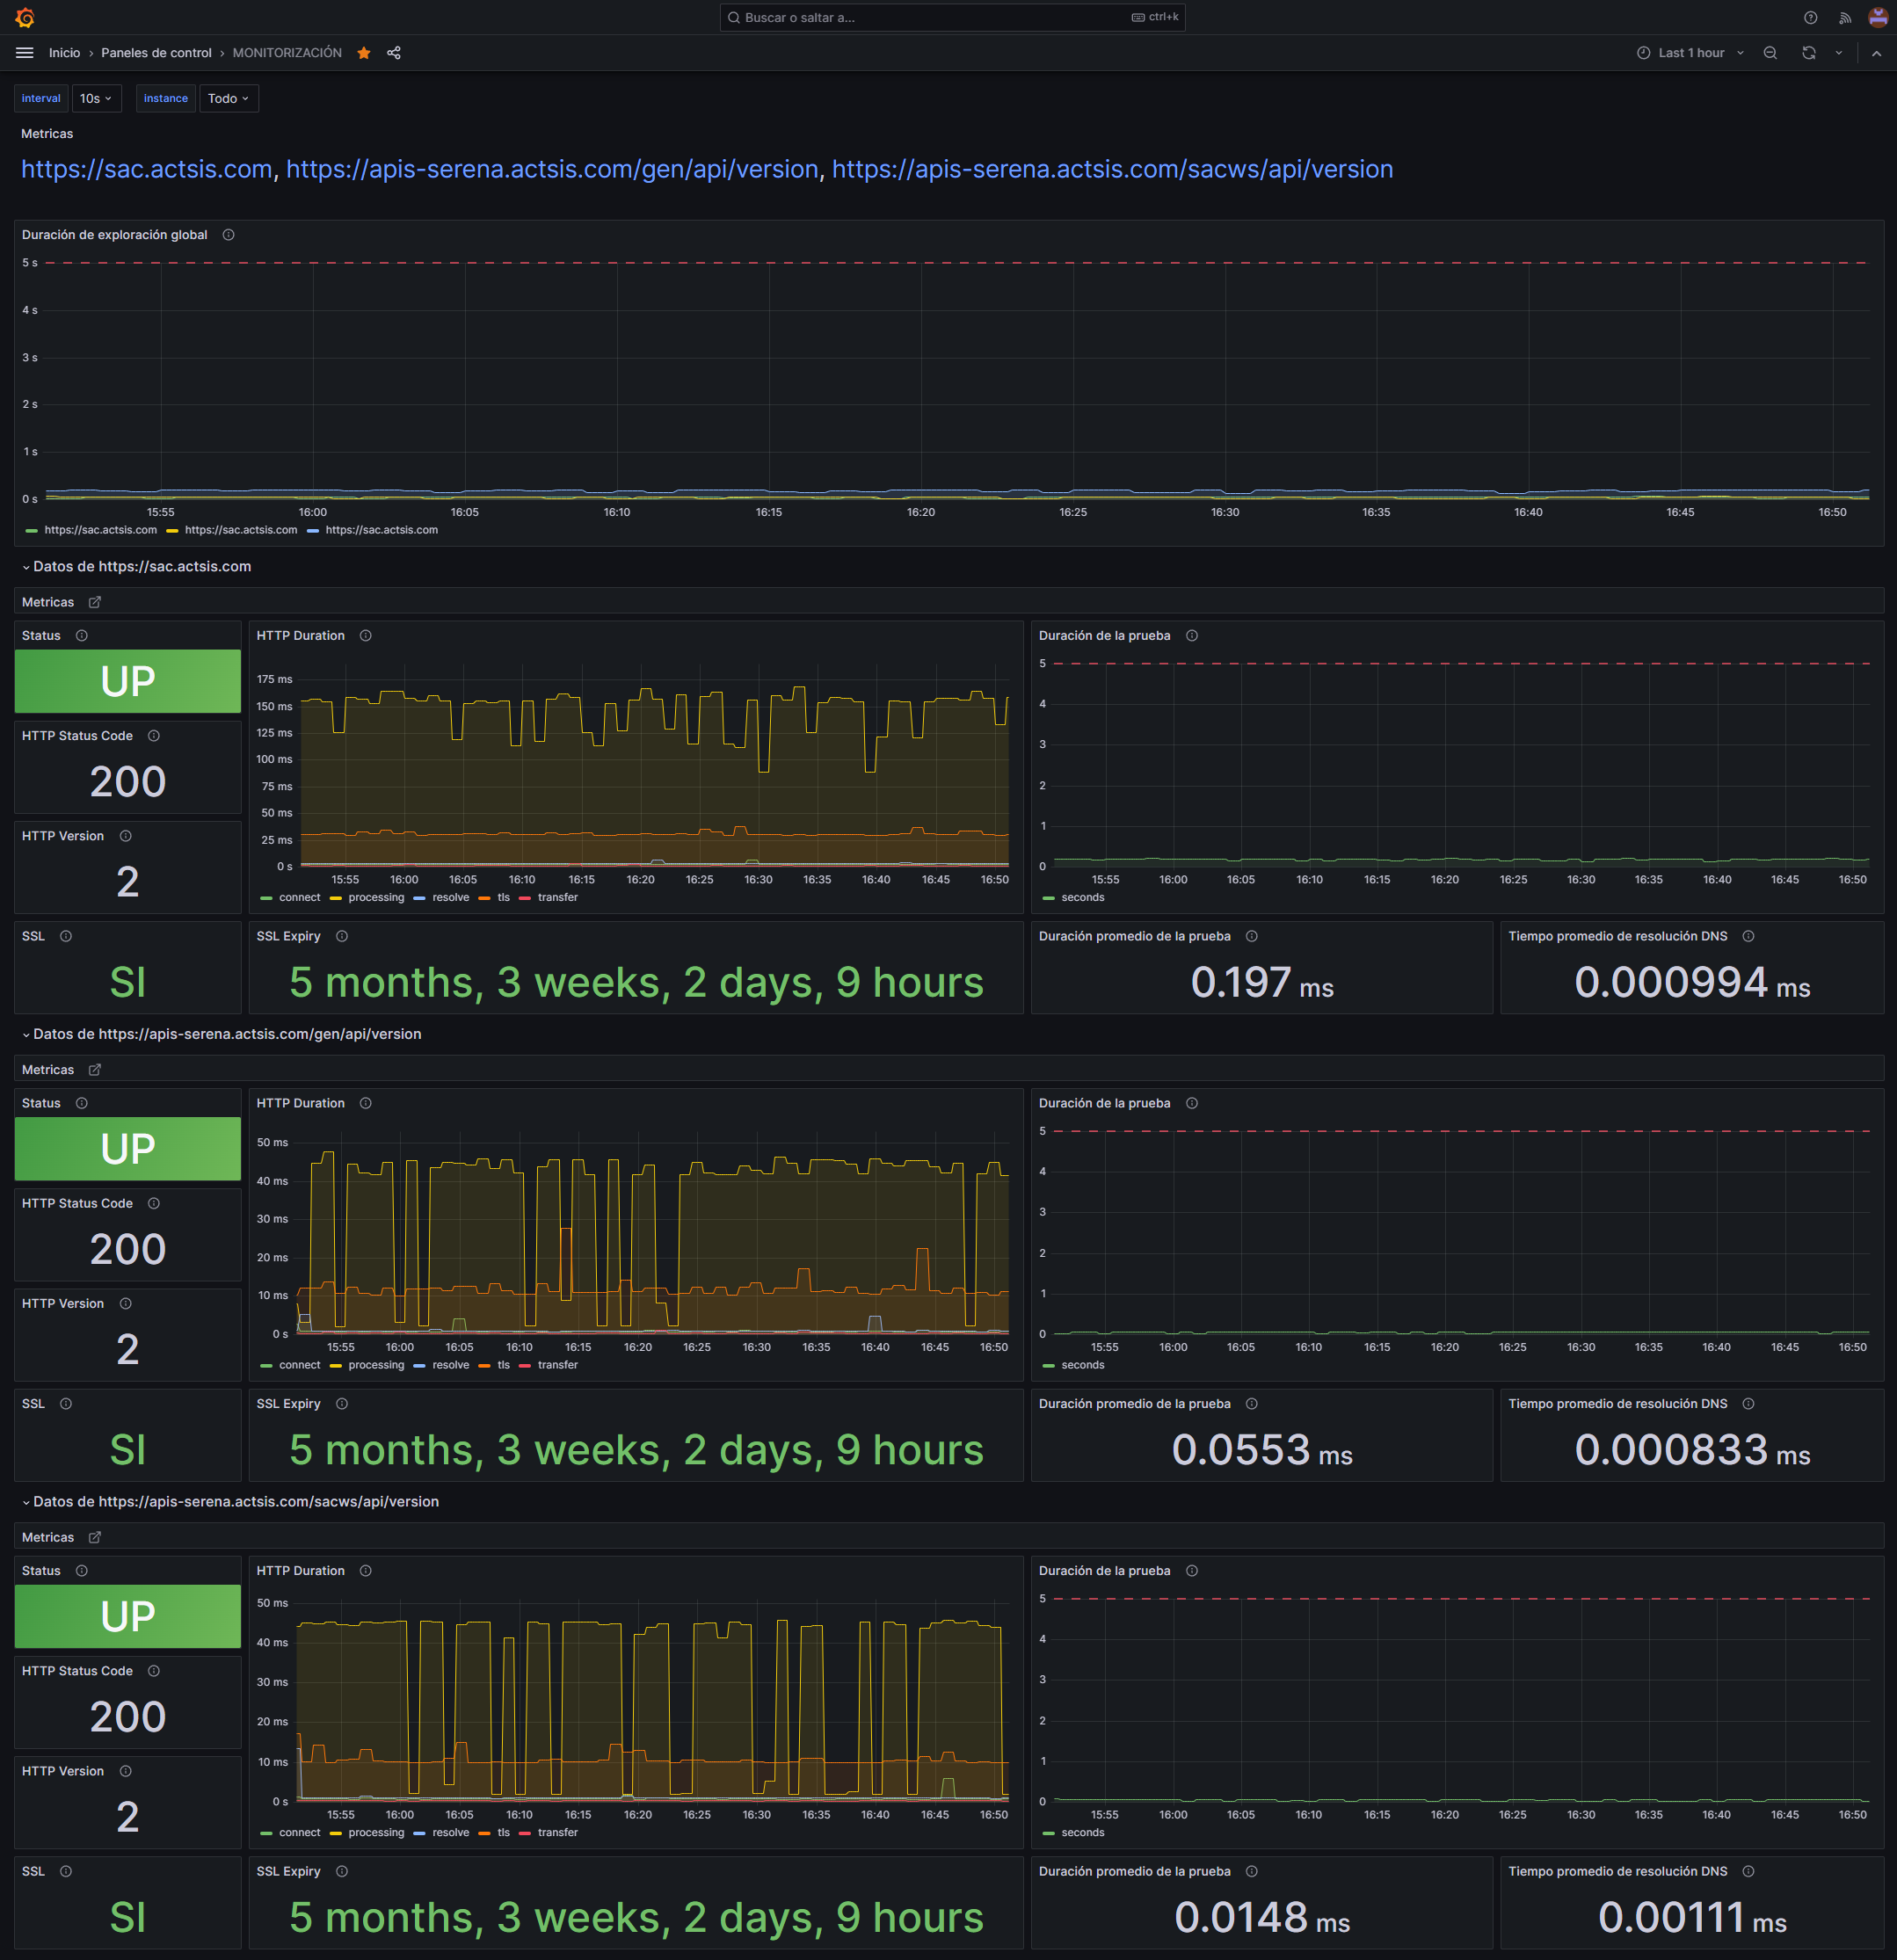 Buscar o saltar a... ctrl+k
Inicio › Paneles de control › MONITORIZACIÓN Last 1 hour
interval 10s instance Todo
Metricas
https://sac.actsis.com, https://apis-serena.actsis.com/gen/api/version, https://apis-serena.actsis.com/sacws/api/version
Duración de exploración global
5 s
4 s
3 s
2 s
1 s
0 s
15:55 16:00 16:05 16:10 16:15 16:20 16:25 16:30 16:35 16:40 16:45 16:50
https://sac.actsis.com https://sac.actsis.com https://sac.actsis.com
Datos de https://sac.actsis.com
Metricas
Status
UP
HTTP Status Code
200
HTTP Version
2
HTTP Duration
175 ms
150 ms
125 ms
100 ms
75 ms
50 ms
25 ms
0 s
15:55 16:00 16:05 16:10 16:15 16:20 16:25 16:30 16:35 16:40 16:45 16:50
connect processing resolve tls transfer
Duración de la prueba
5
4
3
2
1
0
15:55 16:00 16:05 16:10 16:15 16:20 16:25 16:30 16:35 16:40 16:45 16:50
seconds
SSL
SI
SSL Expiry
5 months, 3 weeks, 2 days, 9 hours
Duración promedio de la prueba
0.197 ms
Tiempo promedio de resolución DNS
0.000994 ms
Datos de https://apis-serena.actsis.com/gen/api/version
Metricas
Status
UP
HTTP Status Code
200
HTTP Version
2
HTTP Duration
50 ms
40 ms
30 ms
20 ms
10 ms
0 s
15:55 16:00 16:05 16:10 16:15 16:20 16:25 16:30 16:35 16:40 16:45 16:50
connect processing resolve tls transfer
Duración de la prueba
5
4
3
2
1
0
15:55 16:00 16:05 16:10 16:15 16:20 16:25 16:30 16:35 16:40 16:45 16:50
seconds
SSL
SI
SSL Expiry
5 months, 3 weeks, 2 days, 9 hours
Duración promedio de la prueba
0.0553 ms
Tiempo promedio de resolución DNS
0.000833 ms
Datos de https://apis-serena.actsis.com/sacws/api/version
Metricas
Status
UP
HTTP Status Code
200
HTTP Version
2
HTTP Duration
50 ms
40 ms
30 ms
20 ms
10 ms
0 s
15:55 16:00 16:05 16:10 16:15 16:20 16:25 16:30 16:35 16:40 16:45 16:50
connect processing resolve tls transfer
Duración de la prueba
5
4
3
2
1
0
15:55 16:00 16:05 16:10 16:15 16:20 16:25 16:30 16:35 16:40 16:45 16:50
seconds
SSL
SI
SSL Expiry
5 months, 3 weeks, 2 days, 9 hours
Duración promedio de la prueba
0.0148 ms
Tiempo promedio de resolución DNS
0.00111 ms